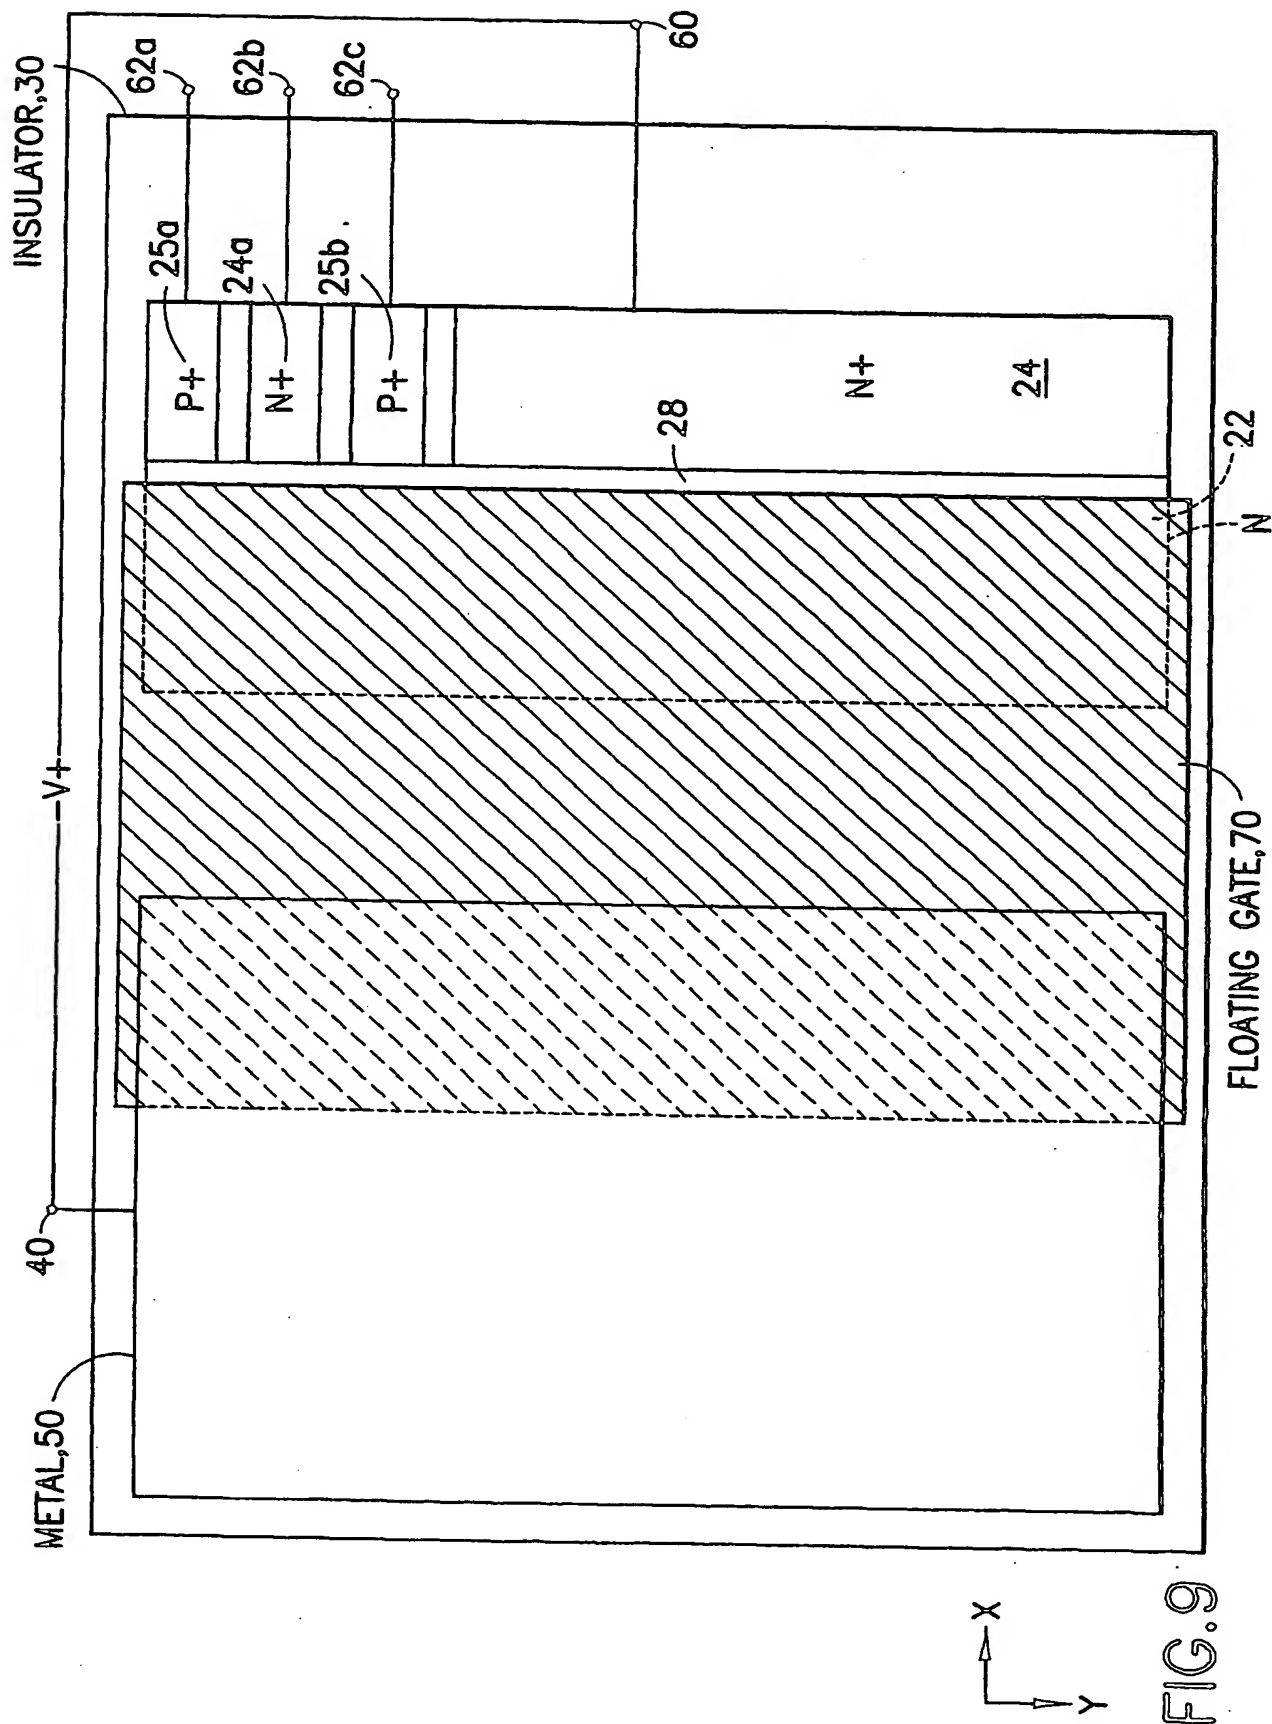 INSULATOR,30
62a
62b
62c
60
25a
24a
25b
P+
N+
P+
N+
24
28
22
N
V+
40
METAL,50
FLOATING GATE,70
X
Y
FIG.9